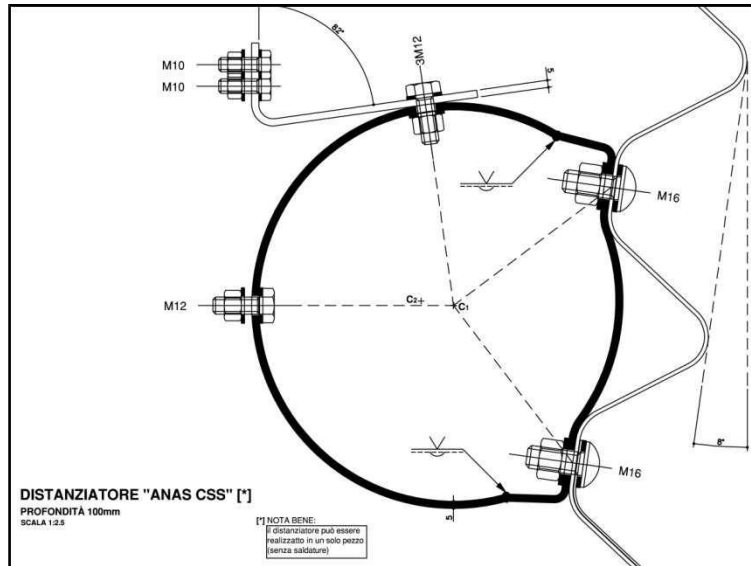 82°
M10
M10
3M12
5
M16
M12
C2
C1
8°
M16
5
DISTANZIATORE "ANAS CSS" [*]
PROFONDITÀ 100mm
SCALA 1:2.5
[*] NOTA BENE:
il distanziatore può essere
realizzato in un solo pezzo
(senza saldature)